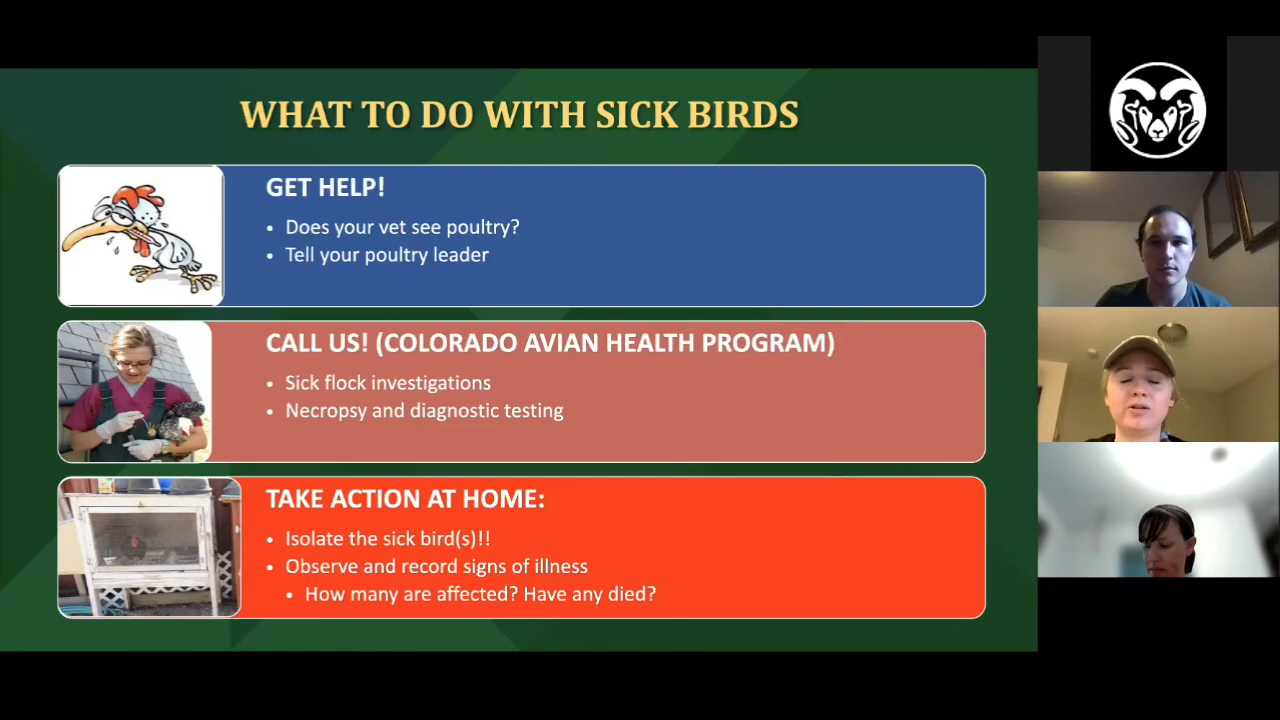 WHAT TO DO WITH SICK BIRDS
GET HELP!
• Does your vet see poultry?
• Tell your poultry leader
CALL US! (COLORADO AVIAN HEALTH PROGRAM)
• Sick flock investigations
• Necropsy and diagnostic testing
TAKE ACTION AT HOME:
• Isolate the sick bird(s)!!
• Observe and record signs of illness
• How many are affected? Have any died?